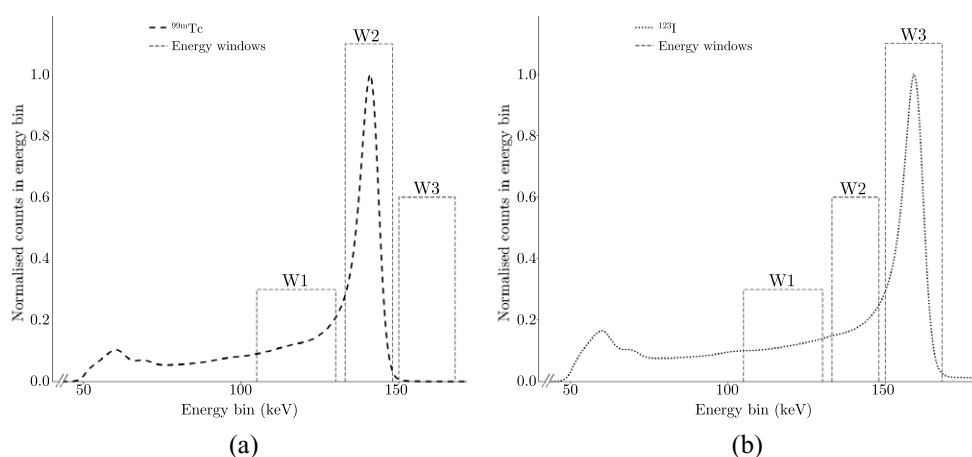 ⁹⁹ᵐTc
Energy windows
W2
W3
W1
Normalised counts in energy bin
1.0
0.8
0.6
0.4
0.2
0.0
50
100
150
Energy bin (keV)
(a)
¹²³I
Energy windows
W3
W2
W1
Normalised counts in energy bin
1.0
0.8
0.6
0.4
0.2
0.0
50
100
150
Energy bin (keV)
(b)